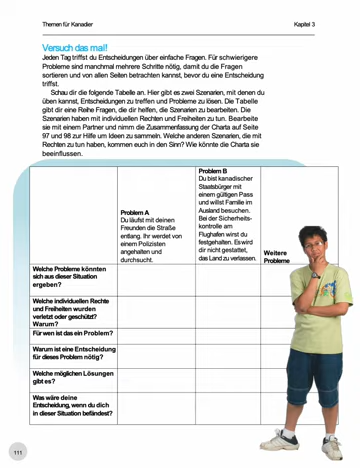 Themen für Kanadier
Kapitel 3
Versuch das mal!
Jeden Tag triffst du Entscheidungen über einfache Fragen. Für schwierigere
Probleme sind manchmal mehrere Schritte nötig, damit du die Fragen
sortieren und von allen Seiten betrachten kannst, bevor du eine Entscheidung
triffst.
Schau dir die folgende Tabelle an. Hier gibt es zwei Szenarien, mit denen du
üben kannst, Entscheidungen zu treffen und Probleme zu lösen. Die Tabelle
gibt dir eine Reihe Fragen, die dir helfen, die Szenarien zu bearbeiten. Die
Szenarien haben mit individuellen Rechten und Freiheiten zu tun. Bearbeite
sie mit einem Partner und nimm die Zusammenfassung der Charta auf Seite
97 und 98 zur Hilfe um Ideen zu sammeln. Welche anderen Szenarien, die mit
Rechten zu tun haben, kommen euch in den Sinn? Wie könnte die Charta sie
beeinflussen.
Problem A
Du läufst mit deinen
Freunden die Straße
entlang. Ihr werdet von
einem Polizisten
angehalten und
durchsucht.
Problem B
Du bist kanadischer
Staatsbürger mit
einem gültigen Pass
und willst Familie im
Ausland besuchen.
Bei der Sicherheits-
kontrolle am
Flughafen wirst du
festgehalten. Es wird
dir nicht gestattet,
das Land zu verlassen.
Weitere
Probleme
Welche Probleme könnten
sich aus dieser Situation
ergeben?
Welche individuellen Rechte
und Freiheiten wurden
verletzt oder geschützt?
Warum?
Für wen ist das ein Problem?
Warum ist eine Entscheidung
für dieses Problem nötig?
Welche möglichen Lösungen
gibt es?
Was wäre deine
Entscheidung, wenn du dich
in dieser Situation befändest?
111